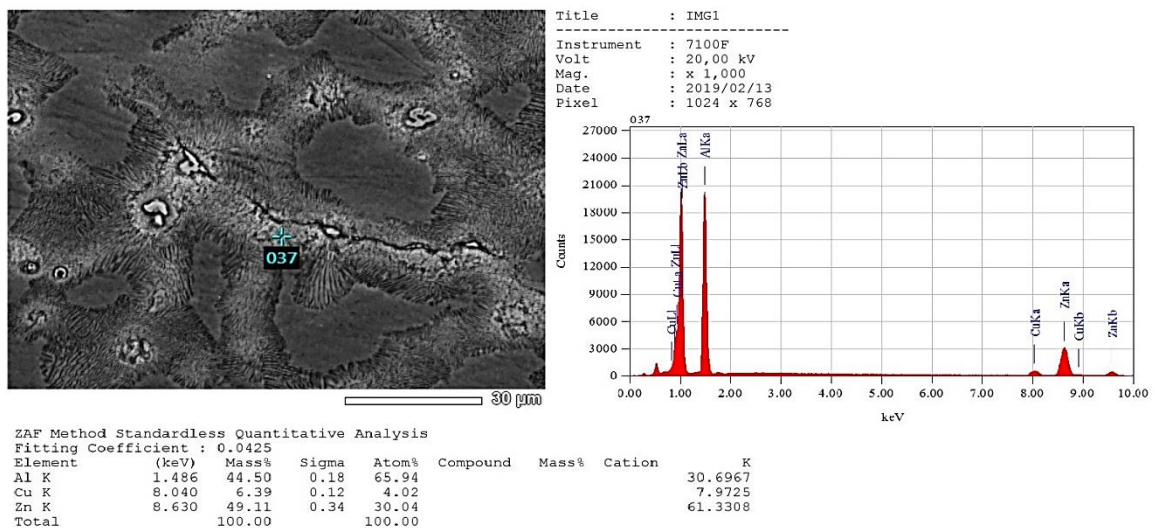 Title : IMG1
---------------------------
Instrument : 7100F
Volt : 20,00 kV
Mag. : x 1,000
Date : 2019/02/13
Pixel : 1024 x 768
037
30 µm
037
27000
24000
21000
18000
15000
12000
9000
6000
3000
0
Counts
CuLl
CuLa ZnLl
ZnLb ZnLa
AlKa
CuKa
ZnKa
CuKb
ZnKb
0.00 1.00 2.00 3.00 4.00 5.00 6.00 7.00 8.00 9.00 10.00
keV
ZAF Method Standardless Quantitative Analysis
Fitting Coefficient : 0.0425
Element (keV) Mass% Sigma Atom% Compound Mass% Cation K
Al K 1.486 44.50 0.18 65.94 30.6967
Cu K 8.040 6.39 0.12 4.02 7.9725
Zn K 8.630 49.11 0.34 30.04 61.3308
Total 100.00 100.00